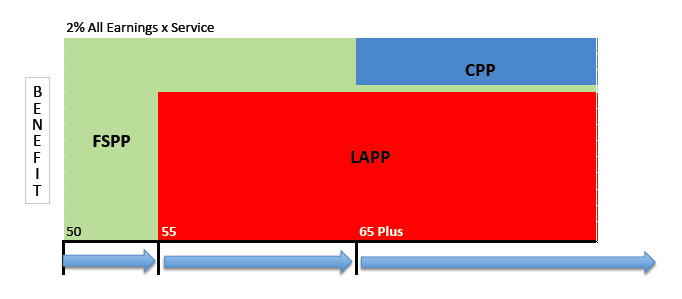 2% All Earnings x Service
CPP
B
E
N
E
F
I
T
FSPP
LAPP
50
55
65 Plus